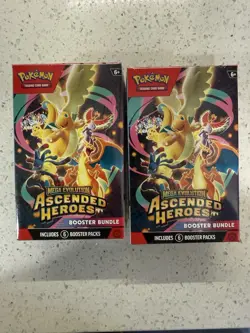 Pokémon
TRADING CARD GAME
6+
MEGA EVOLUTION
ASCENDED HEROES
BOOSTER BUNDLE
INCLUDES 6 BOOSTER PACKS
Pokémon
TRADING CARD GAME
6+
MEGA EVOLUTION
ASCENDED HEROES
BOOSTER BUNDLE
INCLUDES 6 BOOSTER PACKS